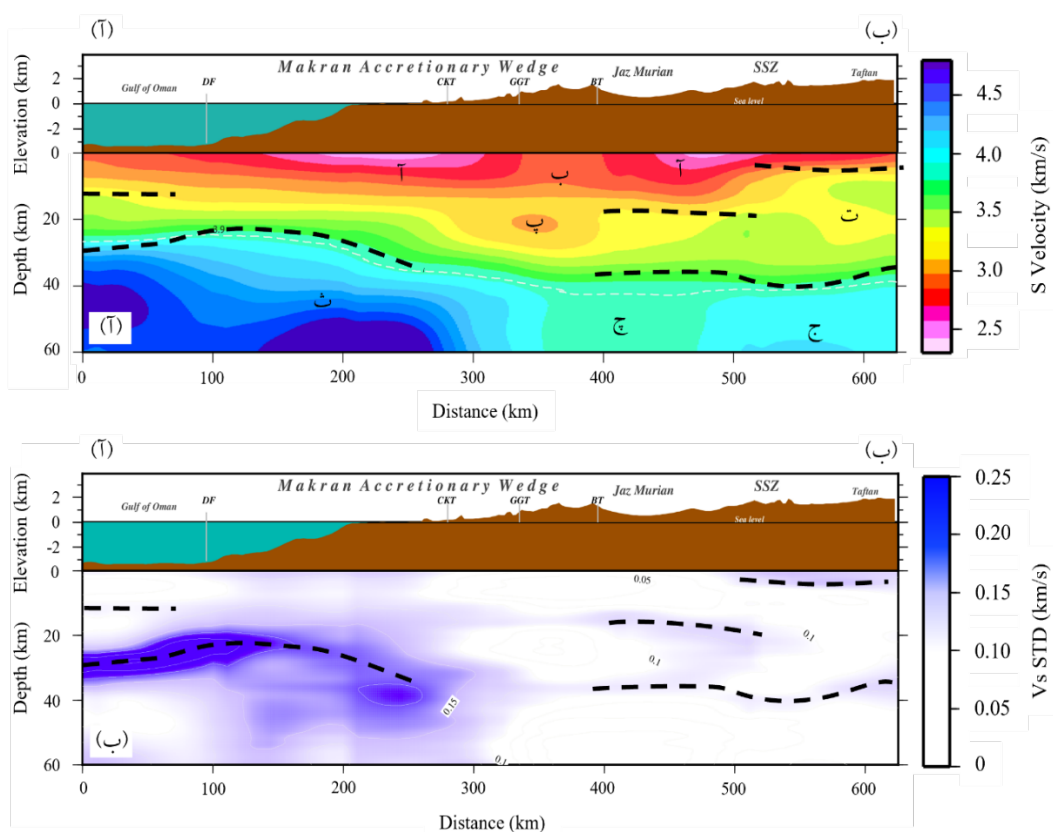 (آ) (ب)
Elevation (km)
2
0
-2
Gulf of Oman
DF
Makran Accretionary Wedge
CKT
GGT
Jaz Murian
BT
SSZ
Sea level
Taftan
Depth (km)
0
20
40
60
3.9
آ
ب
آ
پ
ت
ث
چ
ج
(آ)
0 100 200 300 400 500 600
Distance (km)
S Velocity (km/s)
4.5
4.0
3.5
3.0
2.5
(آ) (ب)
Elevation (km)
2
0
-2
Gulf of Oman
DF
Makran Accretionary Wedge
CKT
GGT
Jaz Murian
BT
SSZ
Sea level
Taftan
Depth (km)
0
20
40
60
0.05
0.1
0.1
0.15
0.1
(ب)
0 100 200 300 400 500 600
Distance (km)
Vs STD (km/s)
0.25
0.20
0.15
0.10
0.05
0